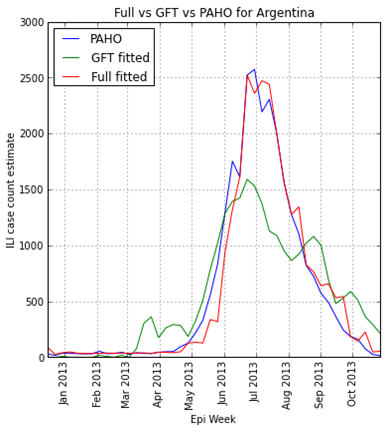 Full vs GFT vs PAHO for Argentina
PAHO
GFT fitted
Full fitted
ILI case count estimate
3000
2500
2000
1500
1000
500
0
Jan 2013
Feb 2013
Mar 2013
Apr 2013
May 2013
Jun 2013
Jul 2013
Aug 2013
Sep 2013
Oct 2013
Epi Week